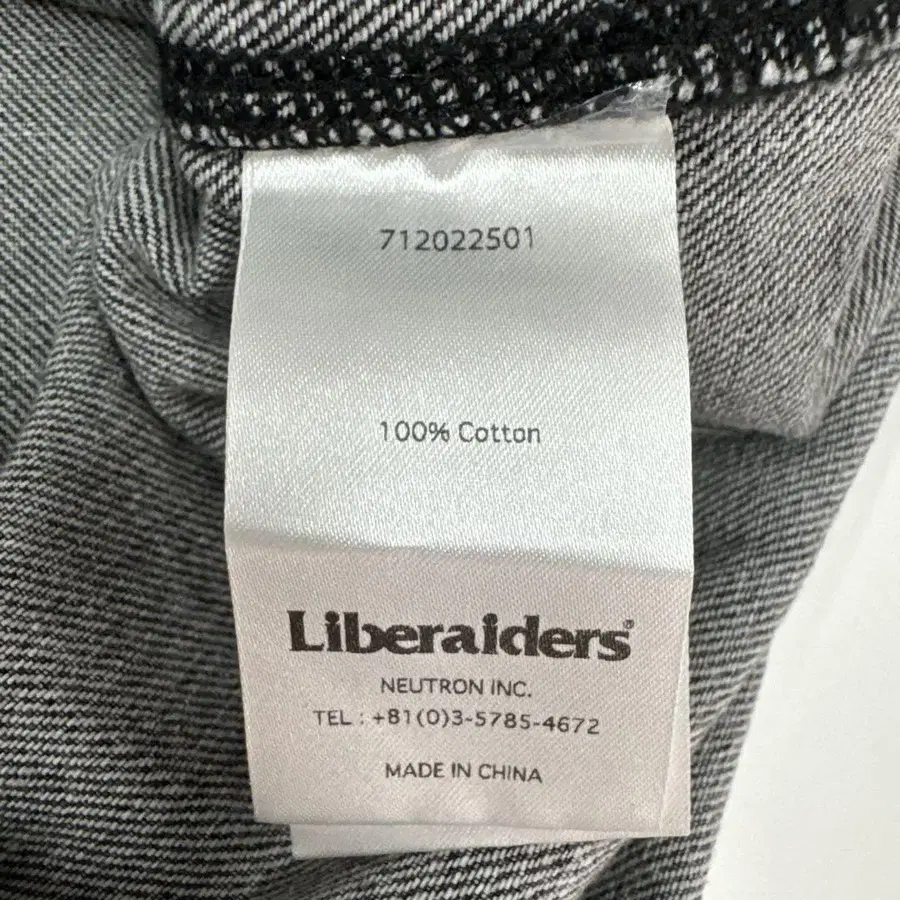 712022501
100% Cotton
Liberaiders®
NEUTRON INC.
TEL : +81(0)3-5785-4672
MADE IN CHINA